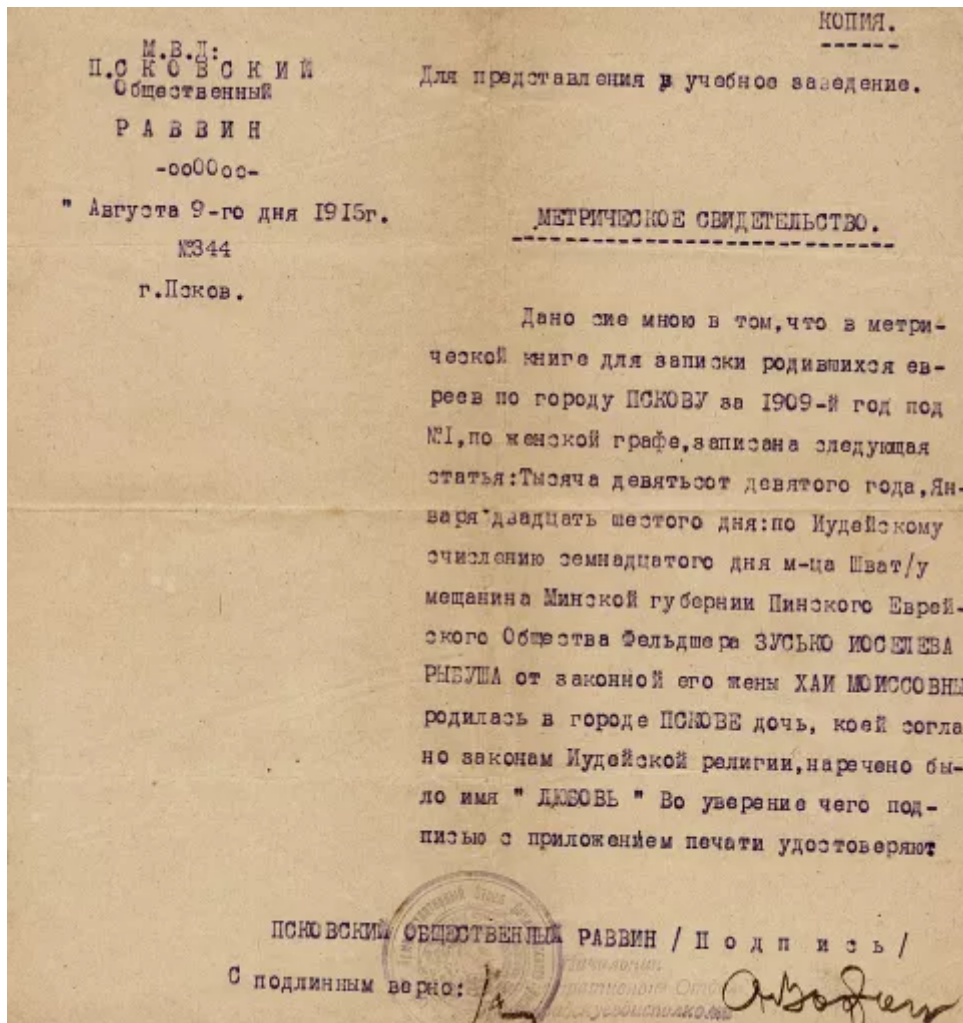 КОПИЯ.
М.В.Д:
П.С К О В С К И Й
Общественный
Р А В В И Н
-ооООоо-
" Августа 9-го дня 1915г.
№344
г.Псков.
Для представления в учебное заведение.
МЕТРИЧЕСКОЕ СВИДЕТЕЛЬСТВО.
Дано сие мною в том,что в метри-
ческой книге для записки родившихся ев-
реев по городу ПСКОВУ за 1909-й год под
№1,по женской графе,записана следующая
статья:Тысяча девятьсот девятого года,Ян-
варя двадцать шестого дня:по Иудейскому
счислению семнадцатого дня м-ца Шват/у
мещанина Минской губернии Пинского Еврей-
ского Общества Фельдшера ЗУСЬКО ИОСЕЛЕВА
РЫБУША от законной его жены ХАИ МОИССОВНЫ
родилась в городе ПСКОВЕ дочь, коей согла
но законам Иудейской религии,наречено бы-
ло имя " ЛЮБОВЬ " Во уверение чего под-
писью с приложением печати удостоверяют
ПСКОВСКИЙ ОБЩЕСТВЕННЫЙ РАВВИН / П о д п и с ь /
С подлинным верно:
Начальник